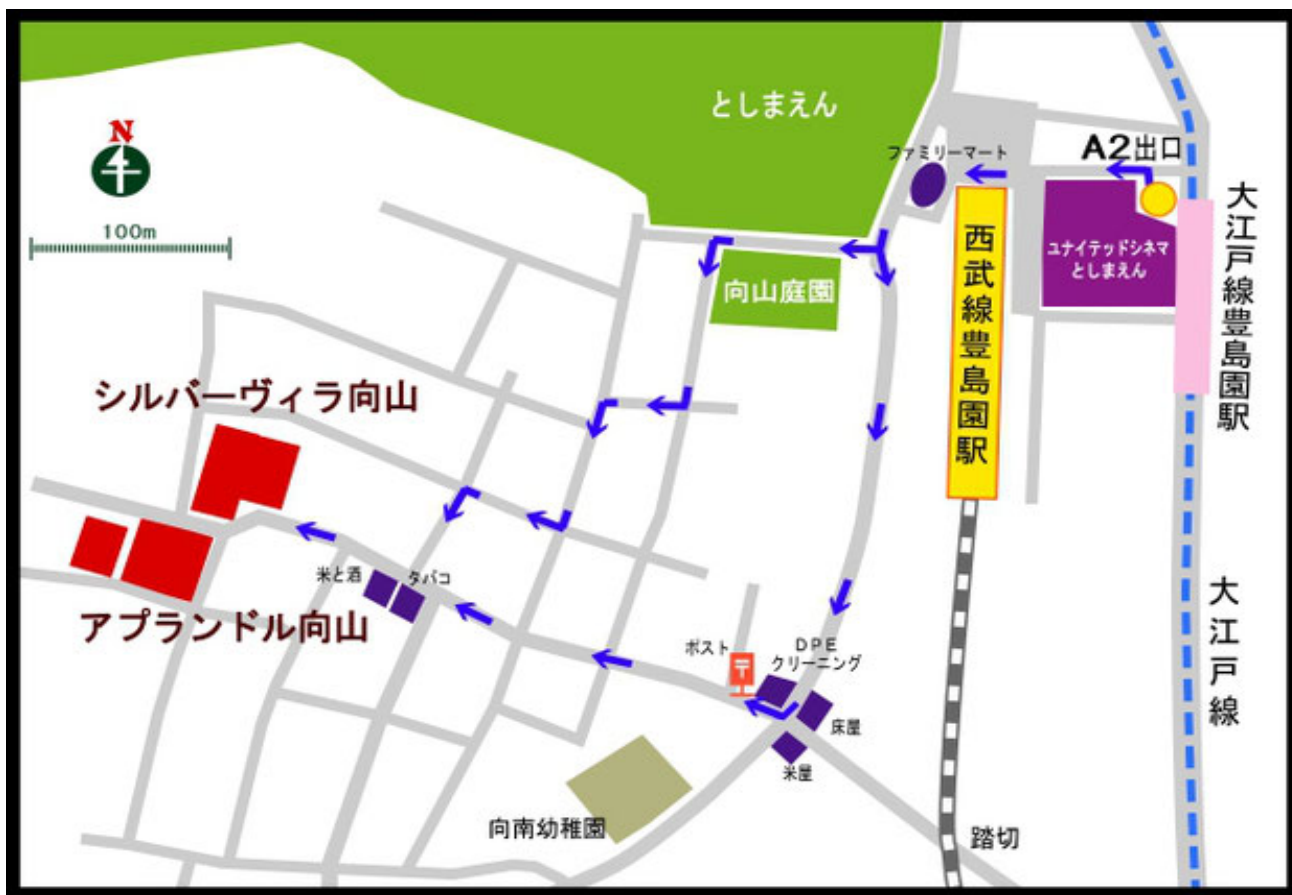 としまえん
N
100m
ファミリーマート
A2出口
ユナイテッドシネマ
としまえん
西武線豊島園駅
大江戸線豊島園駅
向山庭園
シルバーヴィラ向山
アプランドル向山
米と酒
タバコ
ポスト
〒
DPE
クリーニング
床屋
米屋
向南幼稚園
踏切
大江戸線